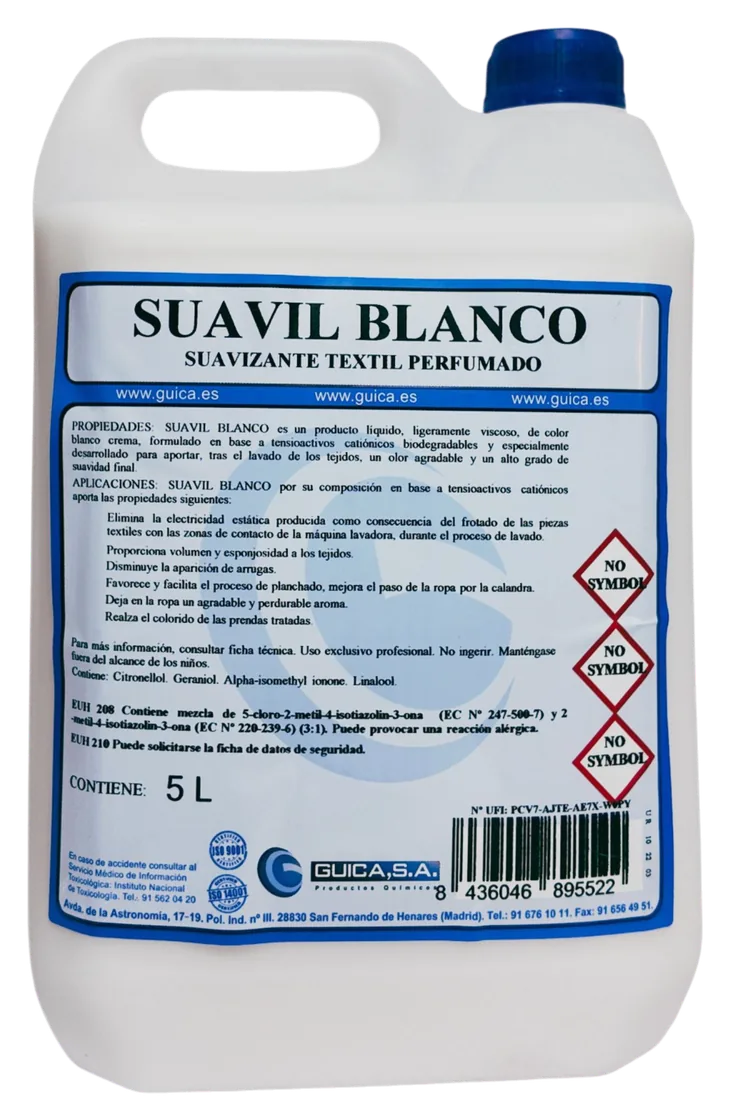 SUAVIL BLANCO
SUAVIZANTE TEXTIL PERFUMADO
www.guica.es www.guica.es www.guica.es
PROPIEDADES: SUAVIL BLANCO es un producto líquido, ligeramente viscoso, de color
blanco crema, formulado en base a tensioactivos catiónicos biodegradables y especialmente
desarrollado para aportar, tras el lavado de los tejidos, un olor agradable y un alto grado de
suavidad final.
APLICACIONES: SUAVIL BLANCO por su composición en base a tensioactivos catiónicos
aporta las propiedades siguientes:
Elimina la electricidad estática producida como consecuencia del frotado de las piezas
textiles con las zonas de contacto de la máquina lavadora, durante el proceso de lavado.
Proporciona volumen y esponjosidad a los tejidos.
Disminuye la aparición de arrugas.
Favorece y facilita el proceso de planchado, mejora el paso de la ropa por la calandra.
Deja en la ropa un agradable y perdurable aroma.
Realza el colorido de las prendas tratadas.
NO
SYMBOL
NO
SYMBOL
NO
SYMBOL
Para más información, consultar ficha técnica. Uso exclusivo profesional. No ingerir. Manténgase
fuera del alcance de los niños.
Contiene: Citronellol. Geraniol. Alpha-isomethyl ionone. Linalool.
EUH 208 Contiene mezcla de 5-cloro-2-metil-4-isotiazolin-3-ona (EC Nº 247-500-7) y 2
-metil-4-isotiazolin-3-ona (EC Nº 220-239-6) (3:1). Puede provocar una reacción alérgica.
EUH 210 Puede solicitarse la ficha de datos de seguridad.
CONTIENE: 5 L
Nº UFI: PCV7-AJTE-AE7X-W0PY
En caso de accidente consultar al
Servicio Médico de Información
Toxicológica: Instituto Nacional
de Toxicología. Tel.: 91 562 04 20
ISO 9001
ISO 14001
GUICA,S.A.
Productos Químicos
8 436046 895522
Avda. de la Astronomía, 17-19. Pol. Ind. nº III. 28830 San Fernando de Henares (Madrid). Tel.: 91 676 10 11. Fax: 91 656 49 51.